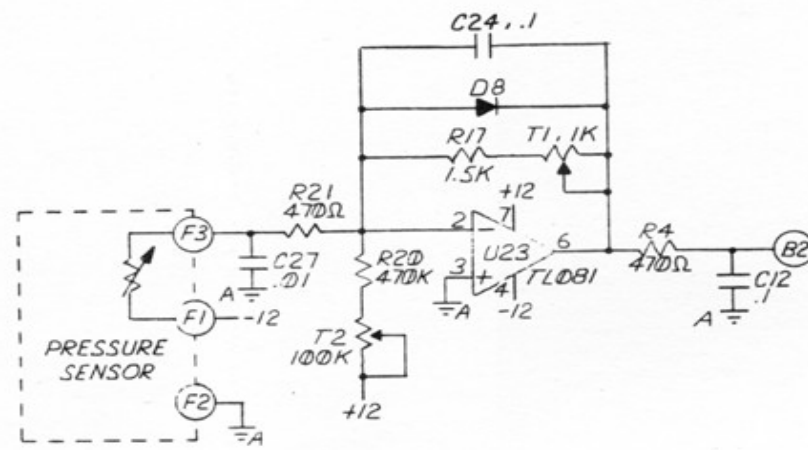 C24, .1
D8
R17
1.5K
T1, 1K
R21
470Ω
+12
F3
2
7
-
U23
6
R4
470Ω
B2
C27
.01
R20
470K
3
+
4
TL081
C12
.1
A
A
-12
A
F1
-12
T2
100K
PRESSURE
SENSOR
F2
A
+12